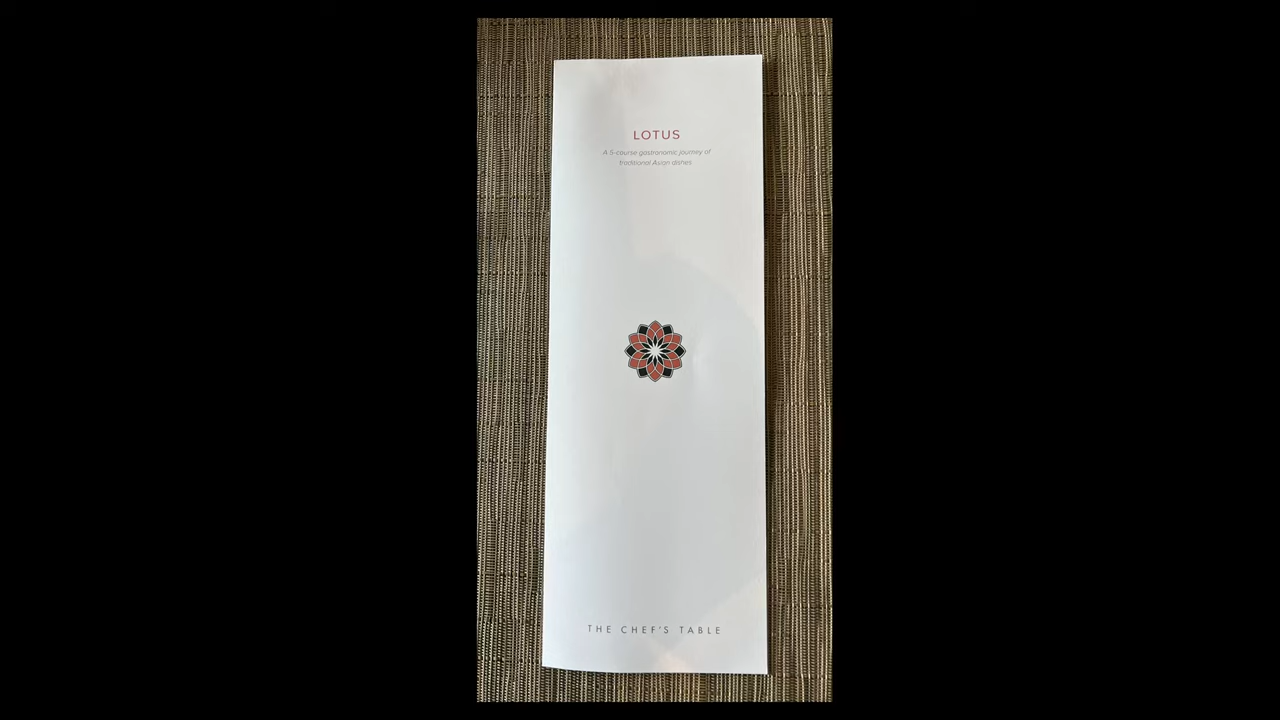 LOTUS
A 5-course gastronomic journey of
traditional Asian dishes.
THE CHEF'S TABLE